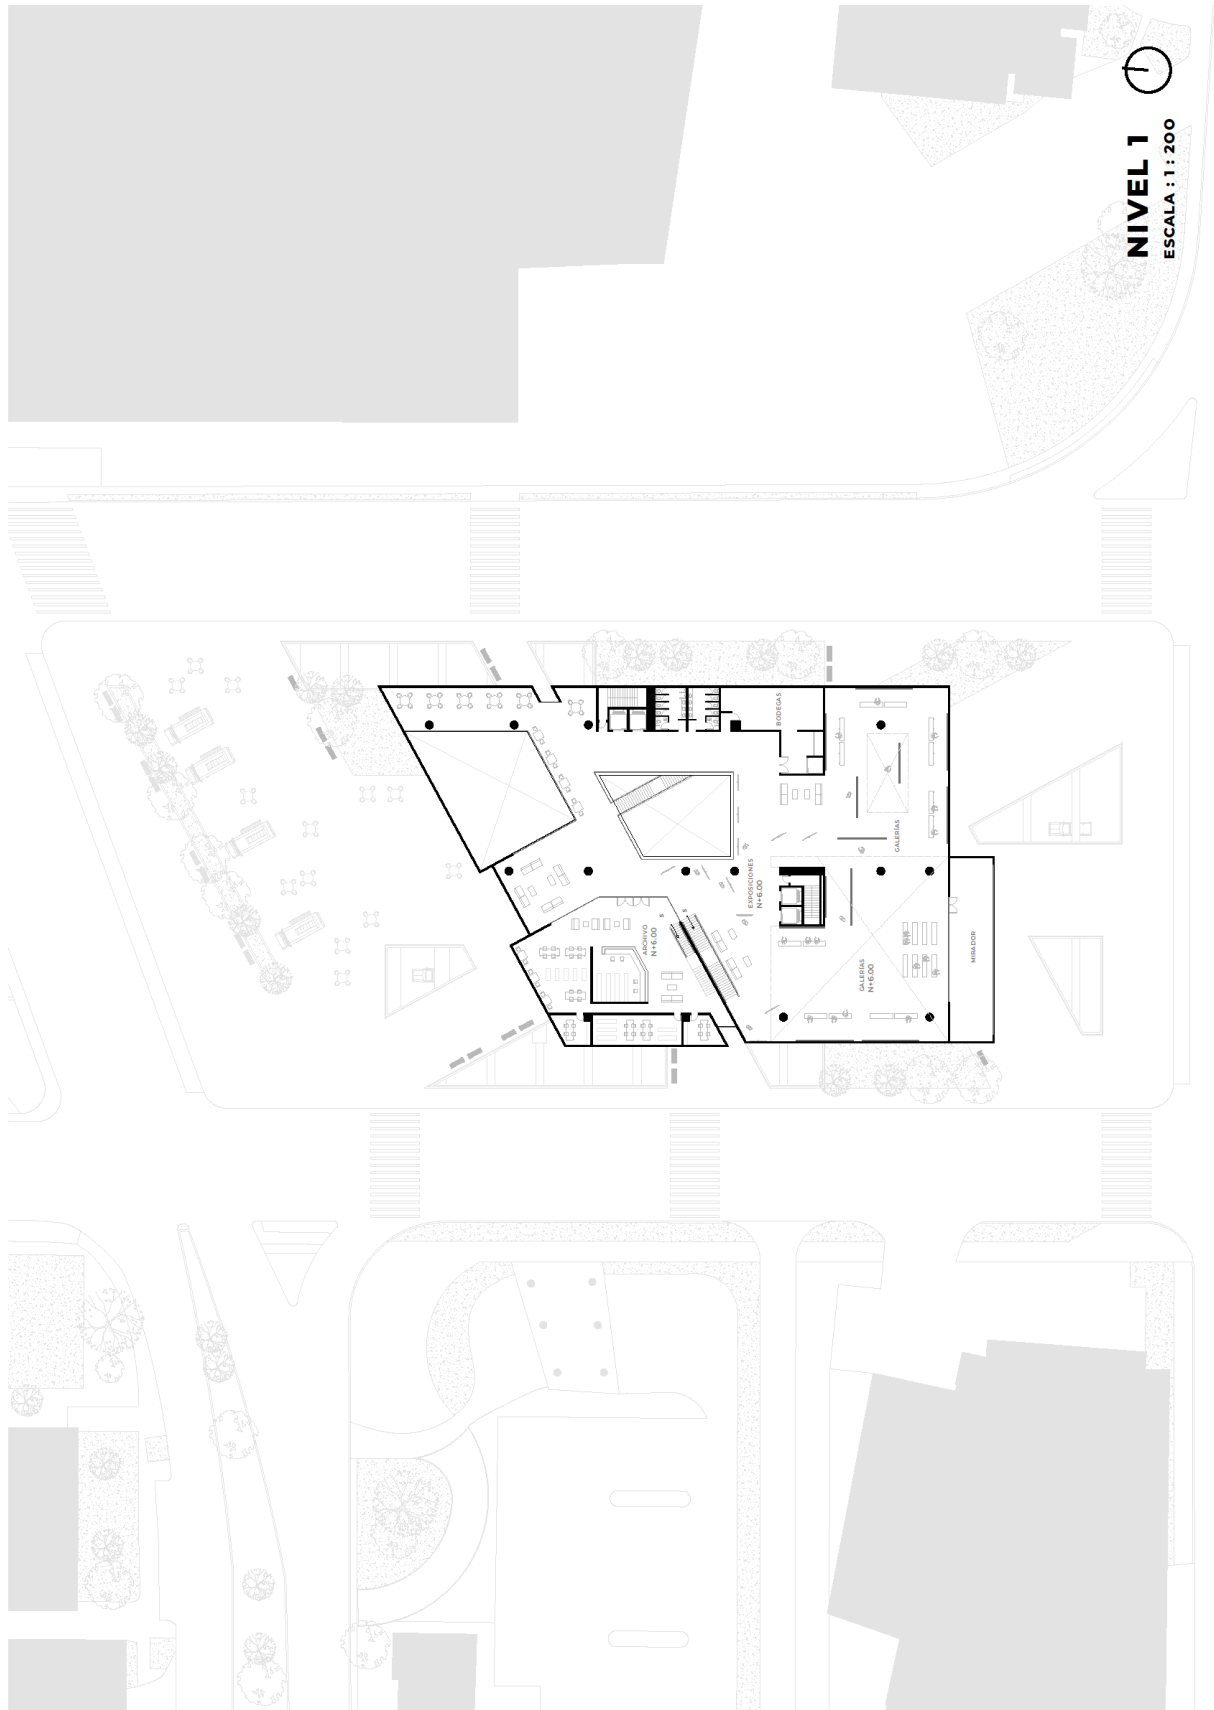 NIVEL 1
ESCALA : 1 : 200
BODEGAS
GALERÍAS
EXPOSICIONES
N+6.00
ARCHIVO
N+6.00
GALERÍAS
N+6.00
MIRADOR